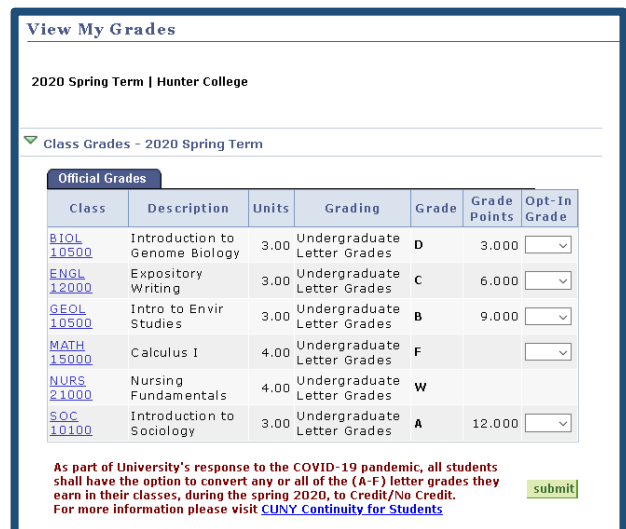 View My Grades
2020 Spring Term | Hunter College
Class Grades - 2020 Spring Term
Official Grades
Class Description Units Grading Grade Grade Points Opt-In Grade
BIOL 10500 Introduction to Genome Biology 3.00 Undergraduate Letter Grades D 3.000
ENGL 12000 Expository Writing 3.00 Undergraduate Letter Grades C 6.000
GEOL 10500 Intro to Envir Studies 3.00 Undergraduate Letter Grades B 9.000
MATH 15000 Calculus I 4.00 Undergraduate Letter Grades F
NURS 21000 Nursing Fundamentals 4.00 Undergraduate Letter Grades W
SOC 10100 Introduction to Sociology 3.00 Undergraduate Letter Grades A 12.000
As part of University's response to the COVID-19 pandemic, all students
shall have the option to convert any or all of the (A-F) letter grades they
earn in their classes, during the spring 2020, to Credit/No Credit.
For more information please visit CUNY Continuity for Students
submit